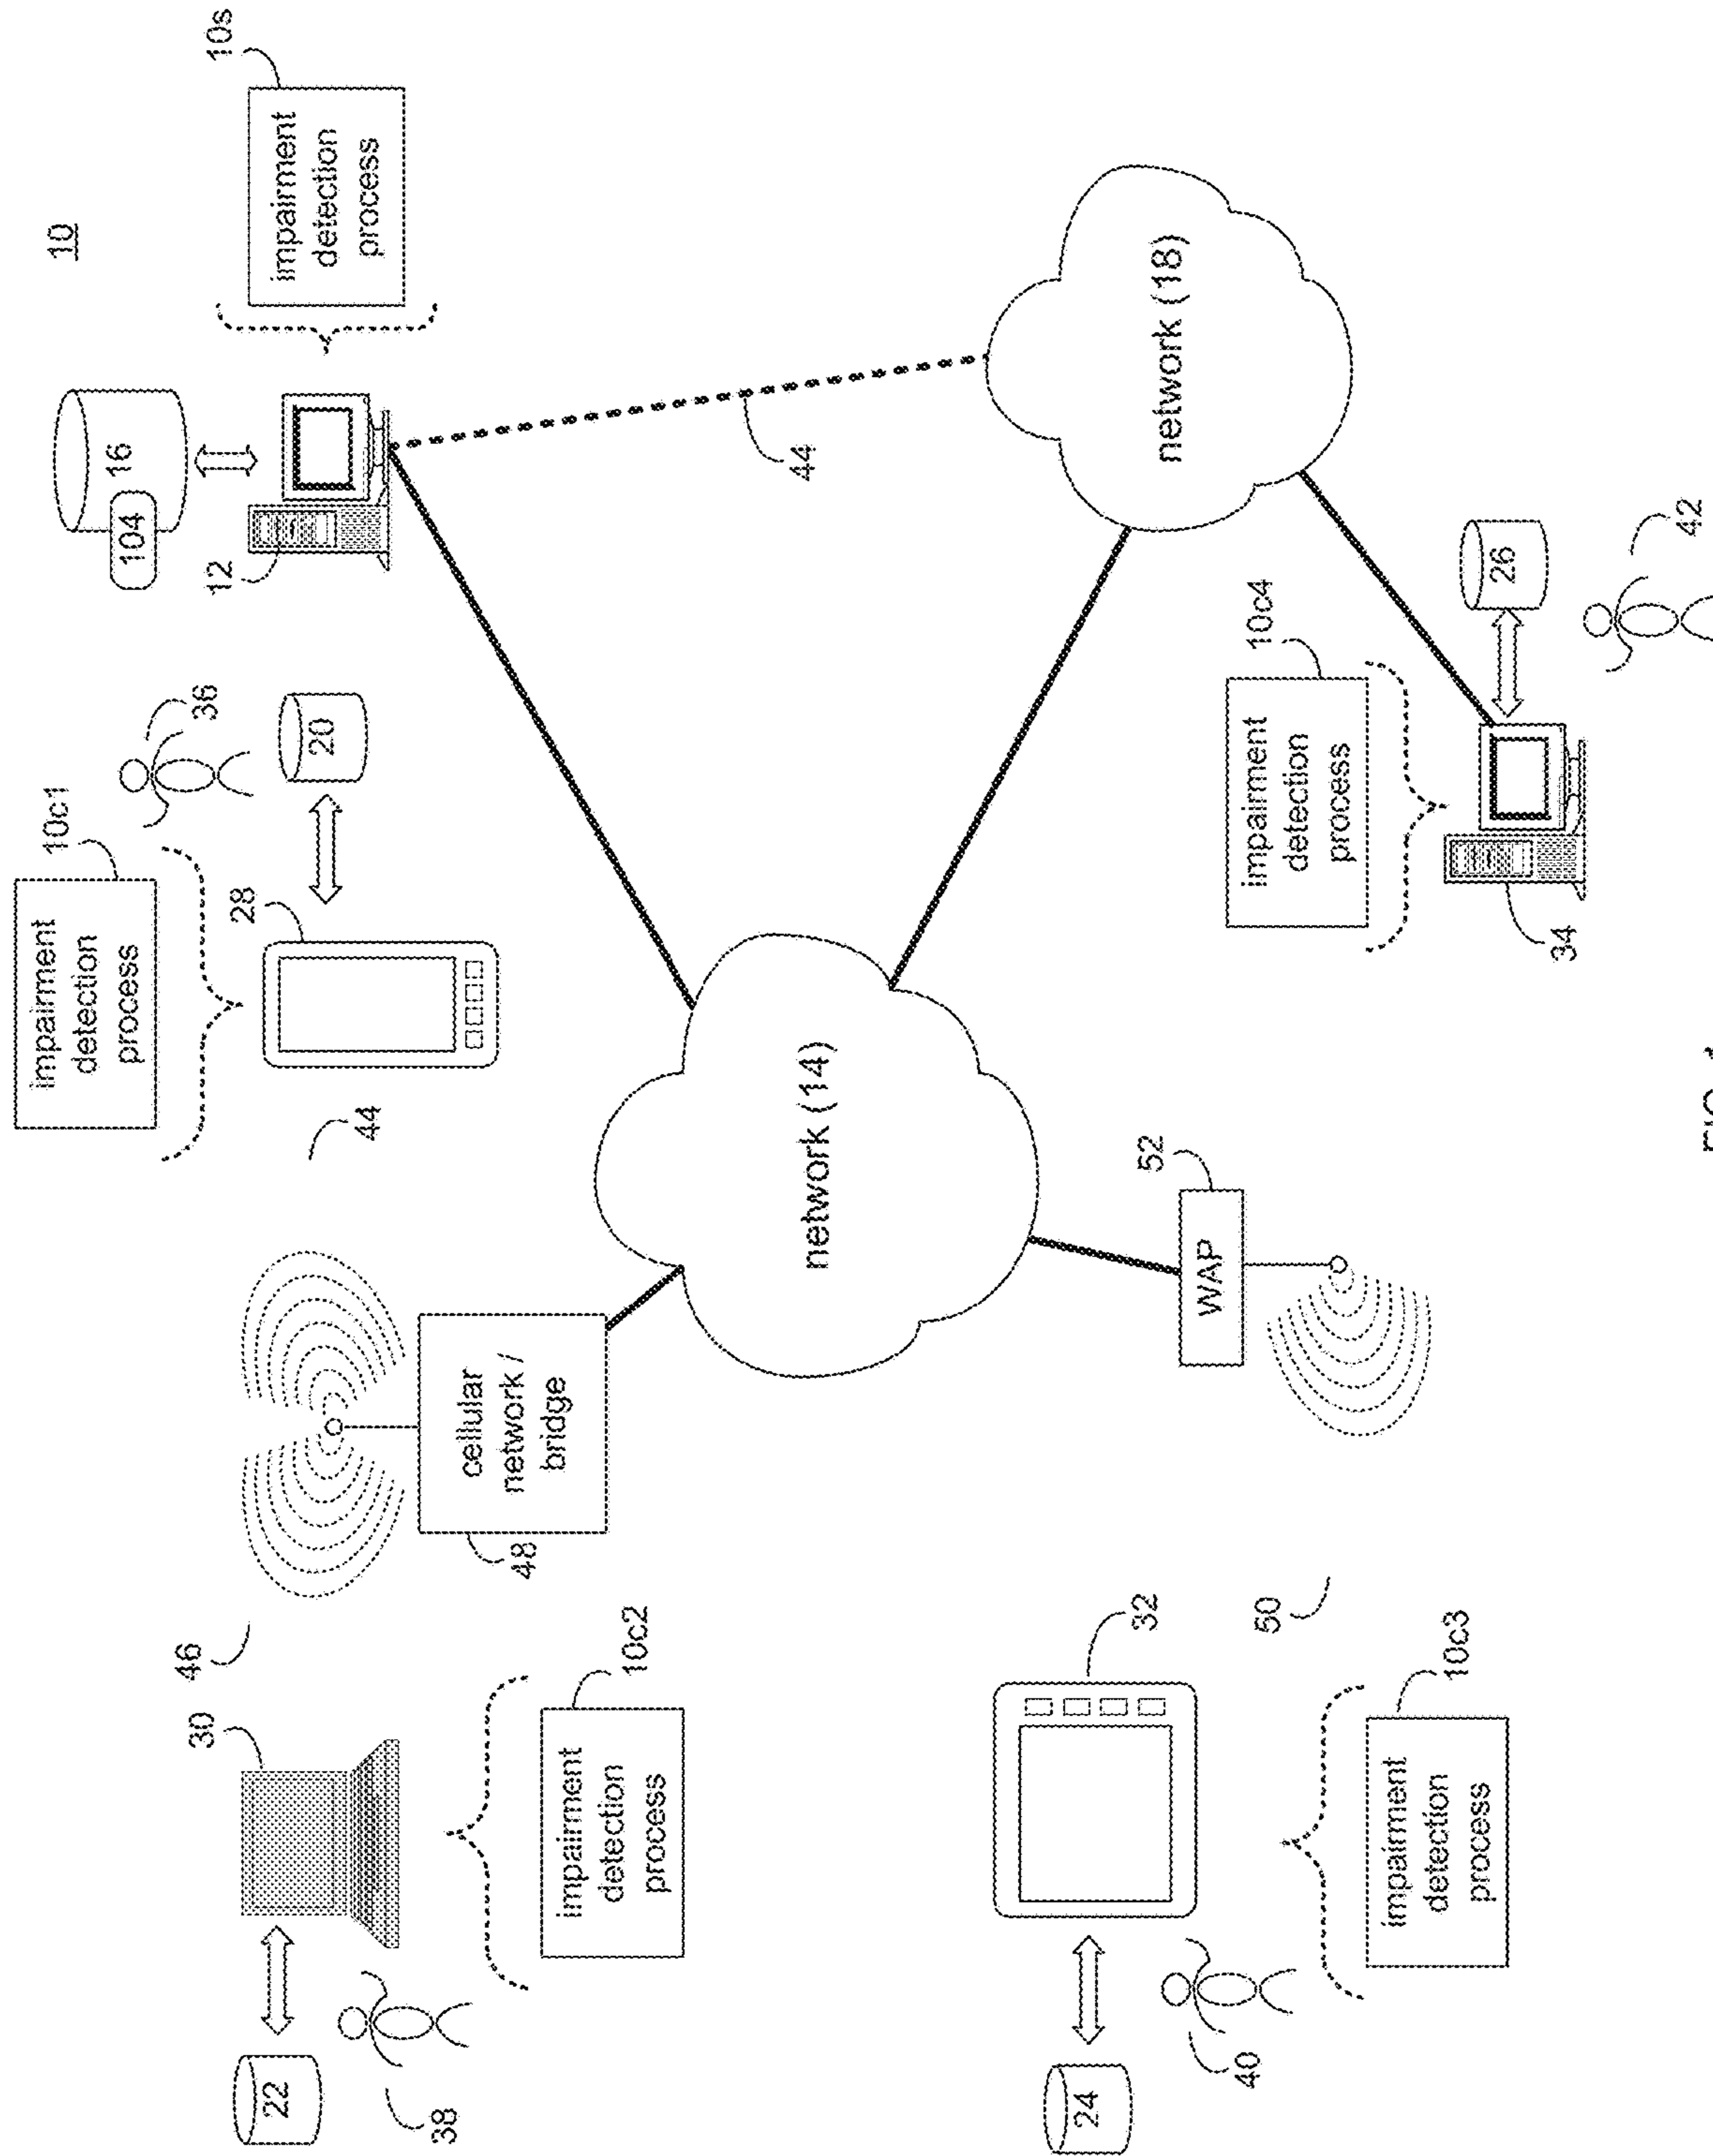 10
10s
impairment
detection
process
16
104
12
10c1
impairment
detection
process
36
20
28
44
44
46
30
22
38
10c2
impairment
detection
process
cellular
network /
bridge
48
network (14)
network (18)
WAP
52
50
32
24
40
10c3
impairment
detection
process
10c4
impairment
detection
process
26
42
34